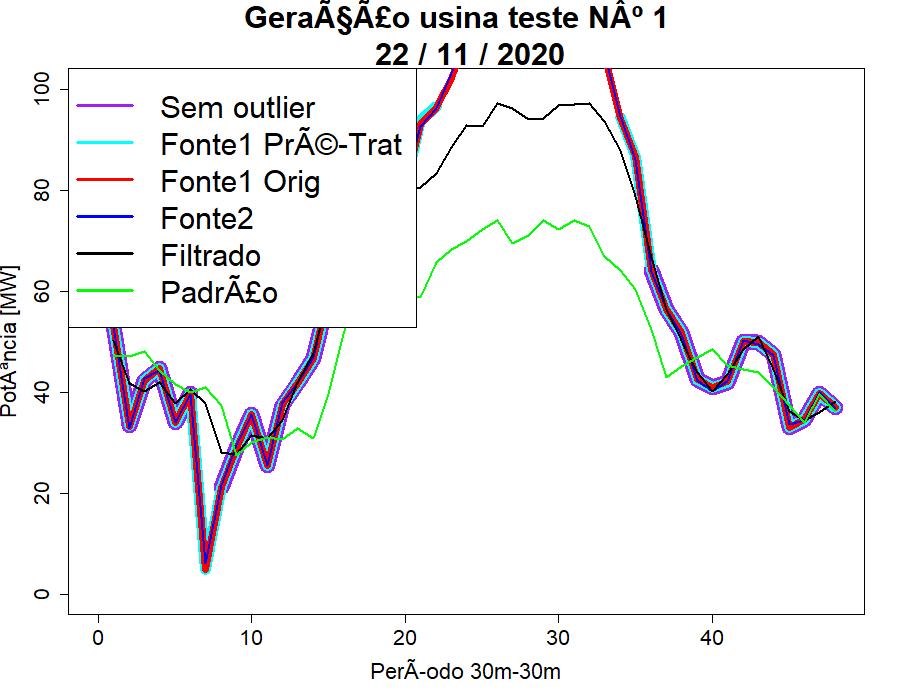 GeraÃ§Ã£o usina teste NÂº 1
22 / 11 / 2020
Sem outlier
Fonte1 PrÃ©-Trat
Fonte1 Orig
Fonte2
Filtrado
PadrÃ£o
PotÃªncia [MW]
100
80
60
40
20
0
0 10 20 30 40
PerÃ­odo 30m-30m